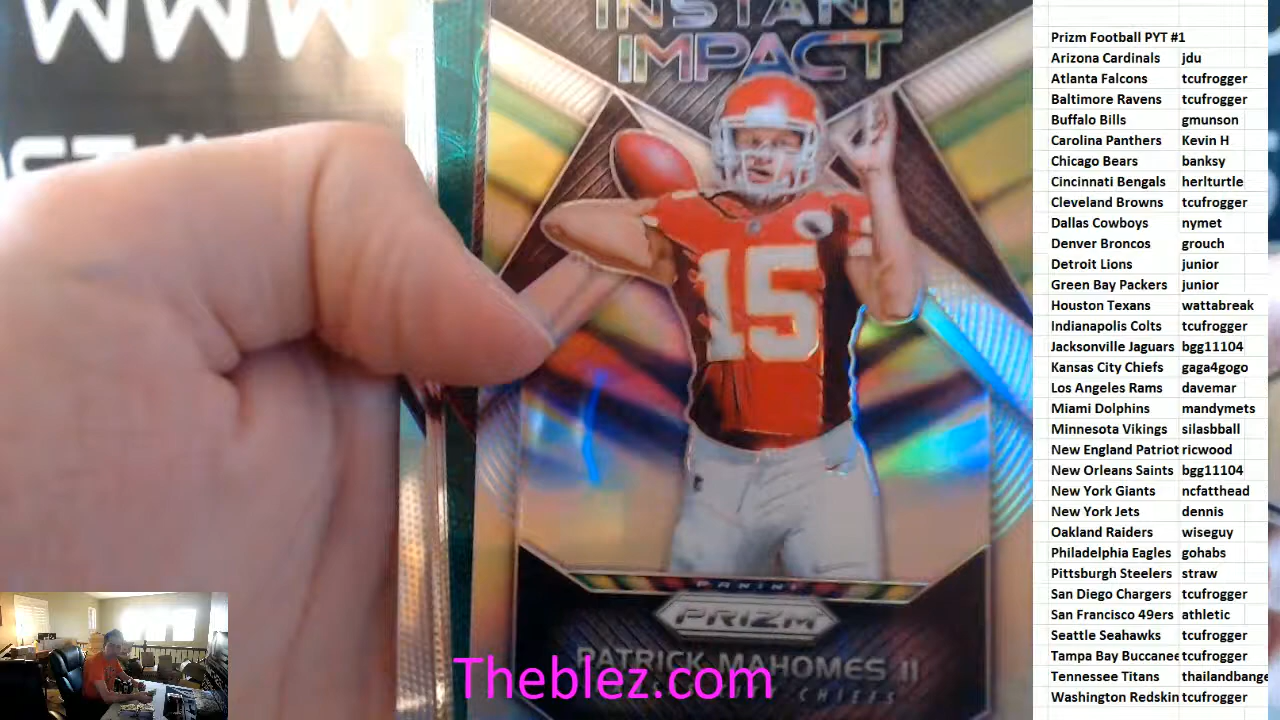 WWW
INSTANT
IMPACT
15
PANINI
PRIZM
PATRICK MAHOMES II
CHIEFS
Theblez.com
Prizm Football PYT #1
Arizona Cardinals jdu
Atlanta Falcons tcufrogger
Baltimore Ravens tcufrogger
Buffalo Bills gmunson
Carolina Panthers Kevin H
Chicago Bears banksy
Cincinnati Bengals herlturtle
Cleveland Browns tcufrogger
Dallas Cowboys nymet
Denver Broncos grouch
Detroit Lions junior
Green Bay Packers junior
Houston Texans wattabreak
Indianapolis Colts tcufrogger
Jacksonville Jaguars bgg11104
Kansas City Chiefs gaga4gogo
Los Angeles Rams davemar
Miami Dolphins mandymets
Minnesota Vikings silasbball
New England Patriot ricwood
New Orleans Saints bgg11104
New York Giants ncfatthead
New York Jets dennis
Oakland Raiders wiseguy
Philadelphia Eagles gohabs
Pittsburgh Steelers straw
San Diego Chargers tcufrogger
San Francisco 49ers athletic
Seattle Seahawks tcufrogger
Tampa Bay Buccanee tcufrogger
Tennessee Titans thailandbange
Washington Redskin tcufrogger